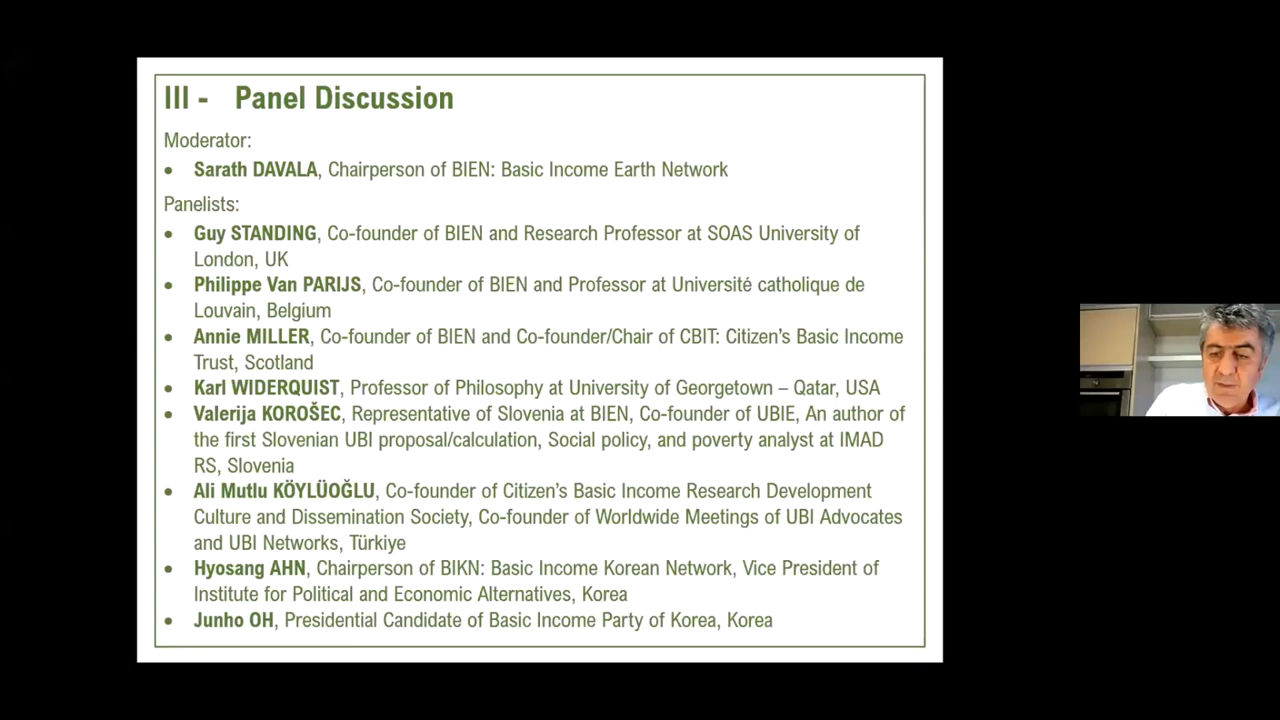 III - Panel Discussion
Moderator:
• Sarath DAVALA, Chairperson of BIEN: Basic Income Earth Network
Panelists:
• Guy STANDING, Co-founder of BIEN and Research Professor at SOAS University of
London, UK
• Philippe Van PARIJS, Co-founder of BIEN and Professor at Université catholique de
Louvain, Belgium
• Annie MILLER, Co-founder of BIEN and Co-founder/Chair of CBIT: Citizen's Basic Income
Trust, Scotland
• Karl WIDERQUIST, Professor of Philosophy at University of Georgetown – Qatar, USA
• Valerija KOROŠEC, Representative of Slovenia at BIEN, Co-founder of UBIE, An author of
the first Slovenian UBI proposal/calculation, Social policy, and poverty analyst at IMAD
RS, Slovenia
• Ali Mutlu KÖYLÜOĞLU, Co-founder of Citizen's Basic Income Research Development
Culture and Dissemination Society, Co-founder of Worldwide Meetings of UBI Advocates
and UBI Networks, Türkiye
• Hyosang AHN, Chairperson of BIKN: Basic Income Korean Network, Vice President of
Institute for Political and Economic Alternatives, Korea
• Junho OH, Presidential Candidate of Basic Income Party of Korea, Korea